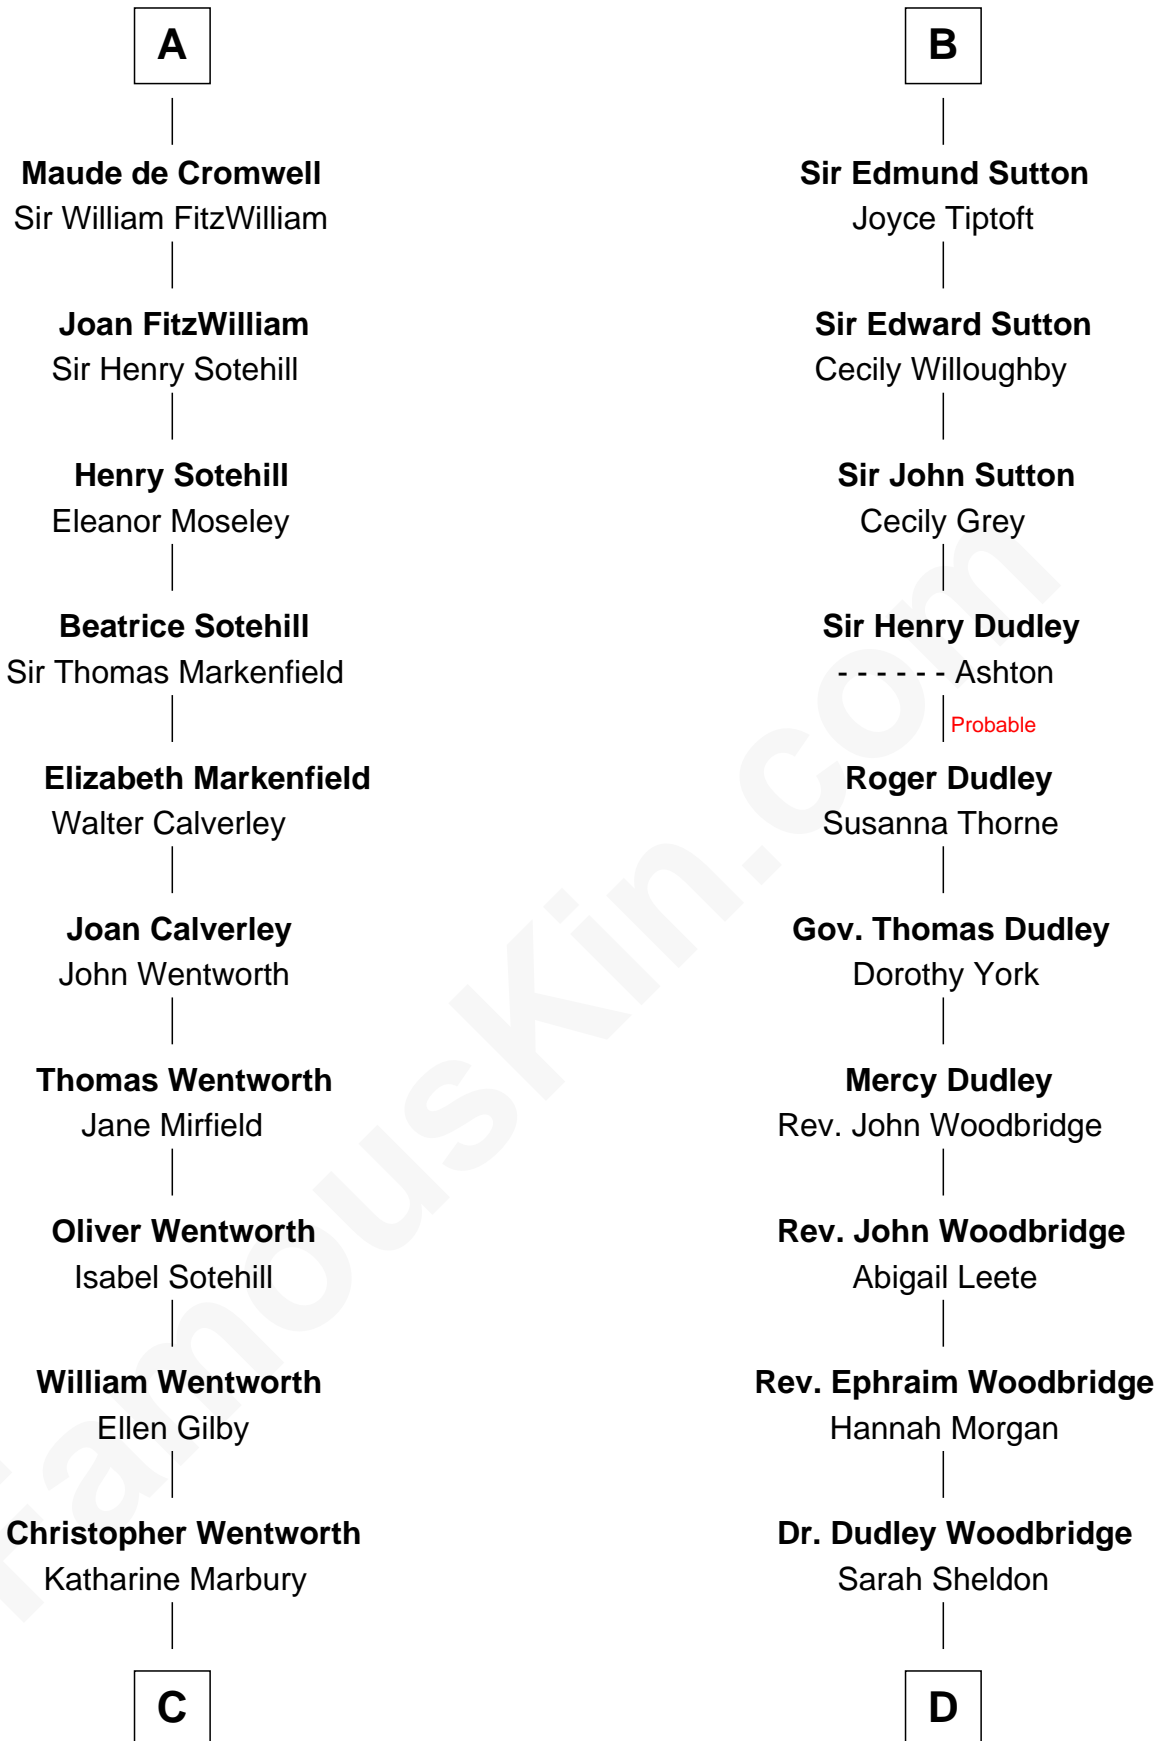 A
Maude de Cromwell
Sir William FitzWilliam
Joan FitzWilliam
Sir Henry Sotehill
Henry Sotehill
Eleanor Moseley
Beatrice Sotehill
Sir Thomas Markenfield
Elizabeth Markenfield
Walter Calverley
Joan Calverley
John Wentworth
Thomas Wentworth
Jane Mirfield
Oliver Wentworth
Isabel Sotehill
William Wentworth
Ellen Gilby
Christopher Wentworth
Katharine Marbury
C
B
Sir Edmund Sutton
Joyce Tiptoft
Sir Edward Sutton
Cecily Willoughby
Sir John Sutton
Cecily Grey
Sir Henry Dudley
- - - - - - Ashton
Probable
Roger Dudley
Susanna Thorne
Gov. Thomas Dudley
Dorothy York
Mercy Dudley
Rev. John Woodbridge
Rev. John Woodbridge
Abigail Leete
Rev. Ephraim Woodbridge
Hannah Morgan
Dr. Dudley Woodbridge
Sarah Sheldon
D
FamousKin.com